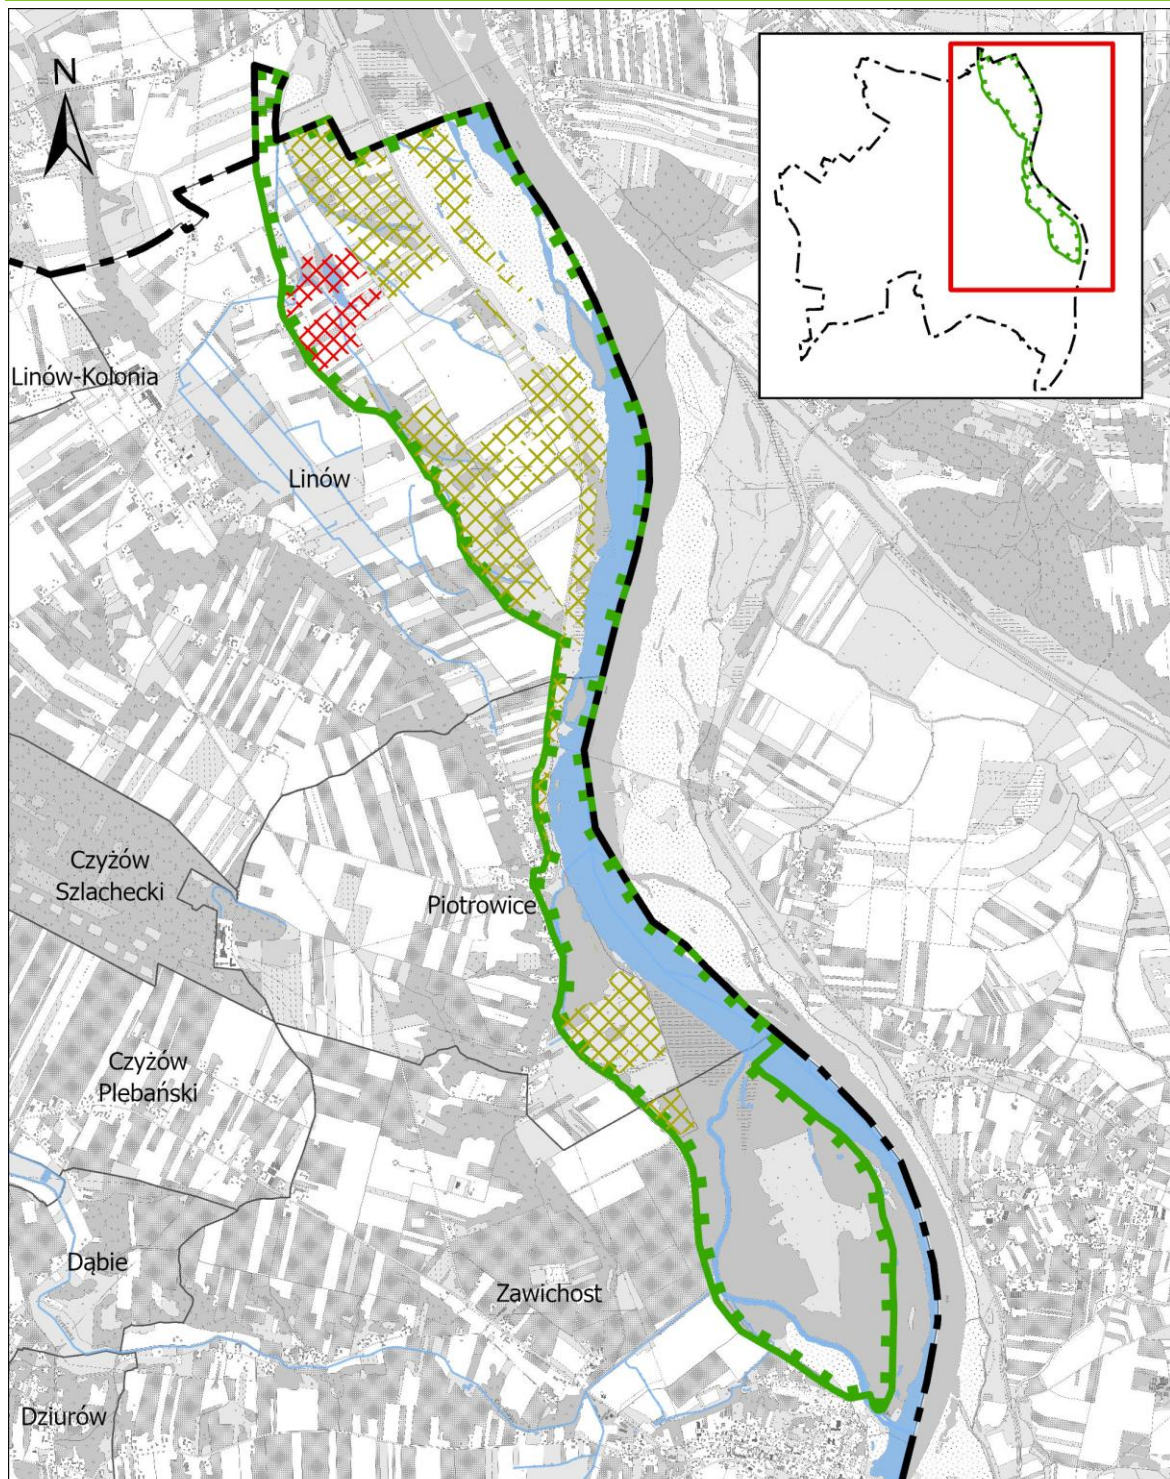 N
Linów-Kolonia
Linów
Czyżów
Szlachecki
Piotrowice
Czyżów
Plebański
Dąbie
Zawichost
Dziurów